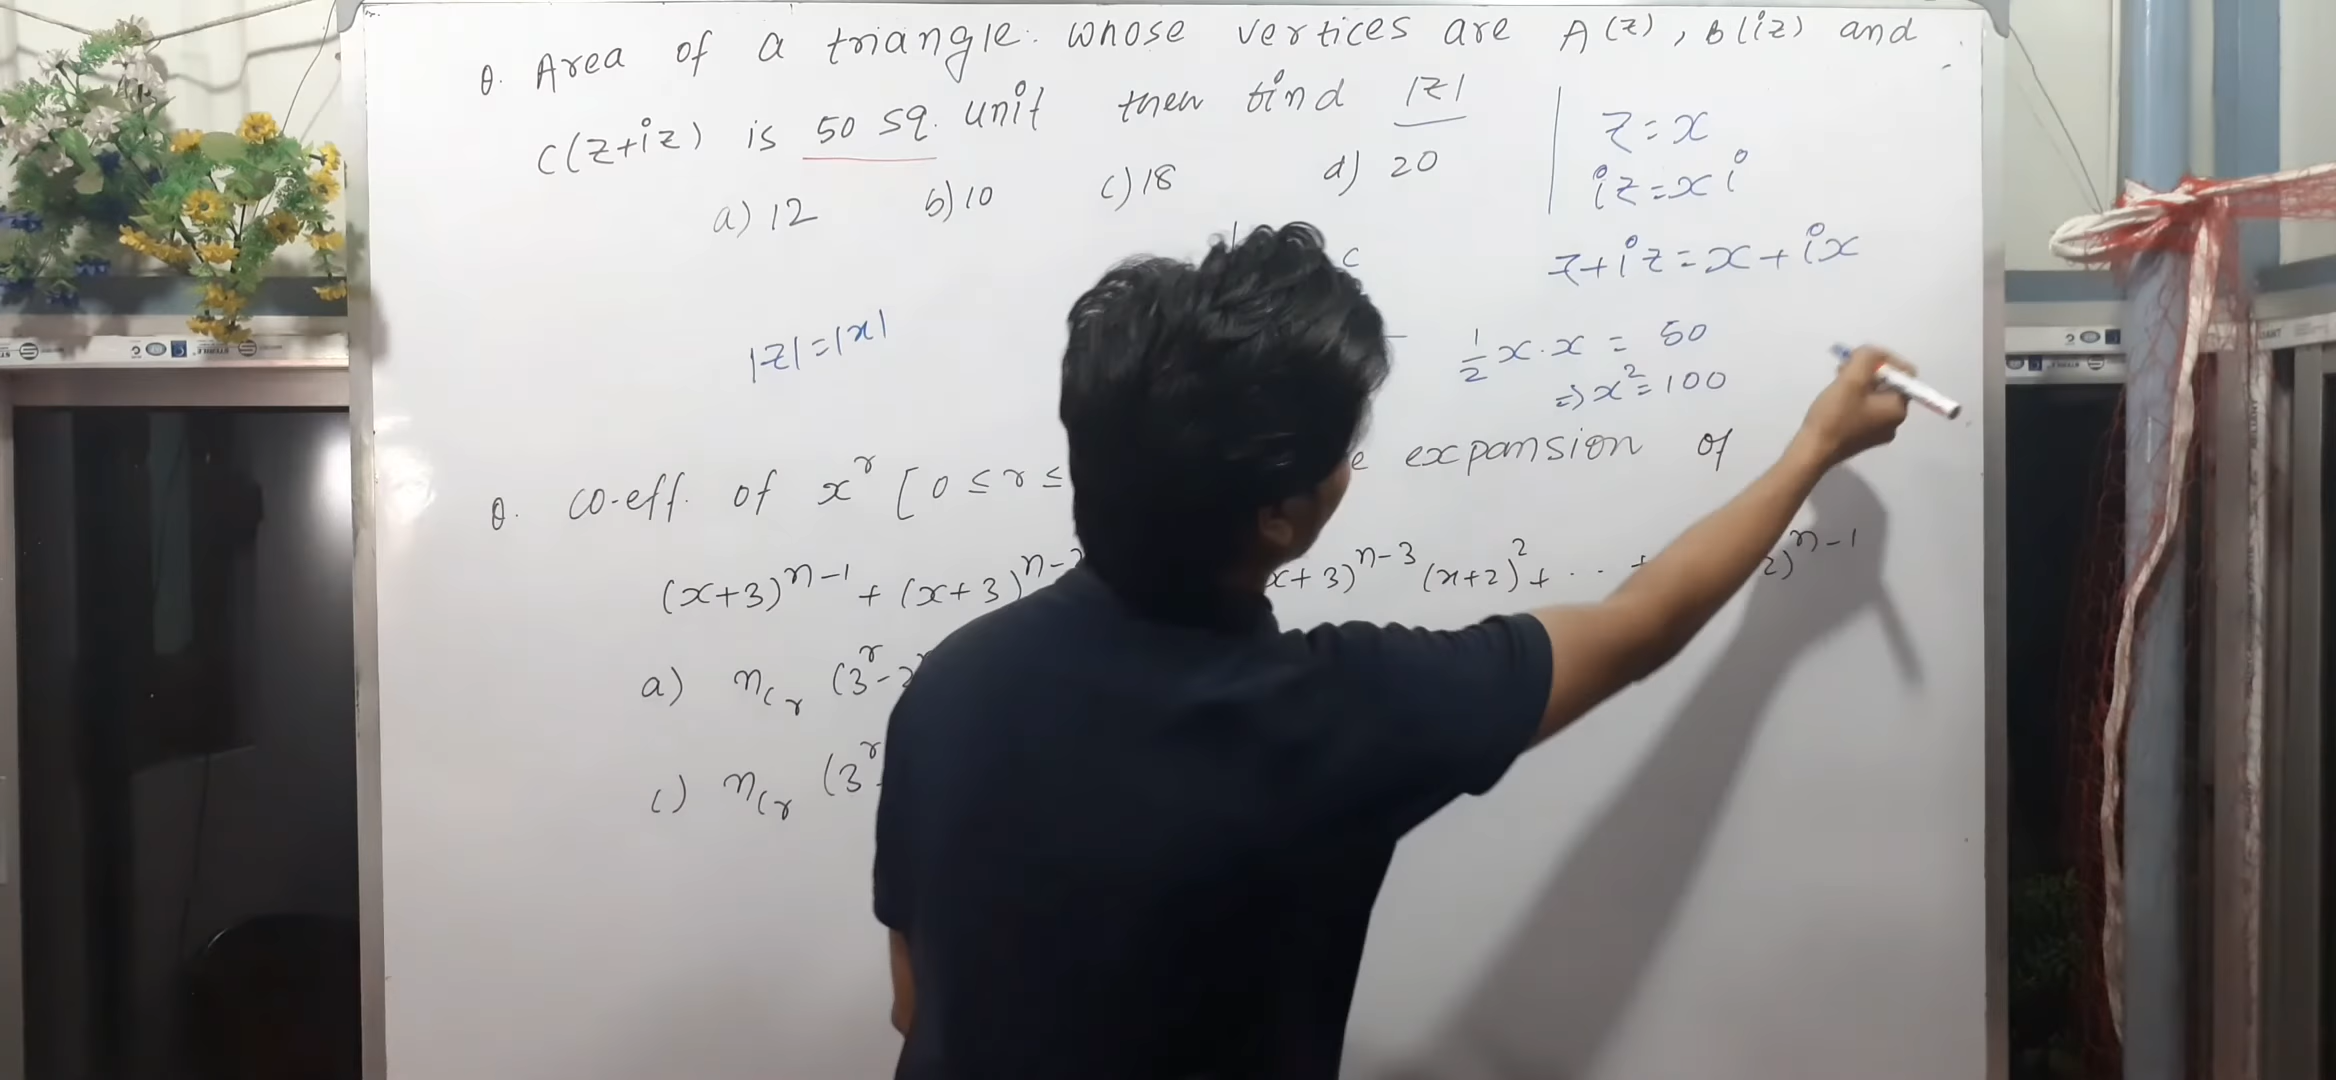 Q. Area of a triangle whose vertices are A(z), B(iz) and
C(z+iz) is 50 sq. unit then find |z|
a) 12 b) 10 c) 18 d) 20
z = x
iz = xi
z+iz = x+ix
C
|z| = |x|
1/2 x·x = 50
⇒ x² = 100
Q. co-eff. of x^r [0 ≤ r ≤ expansion of
(x+3)^n-1 + (x+3)^n- x+3)^n-3 (x+2)^2 + .. + 2)^n-1
a) nCr (3^r-2
c) nCr (3^r